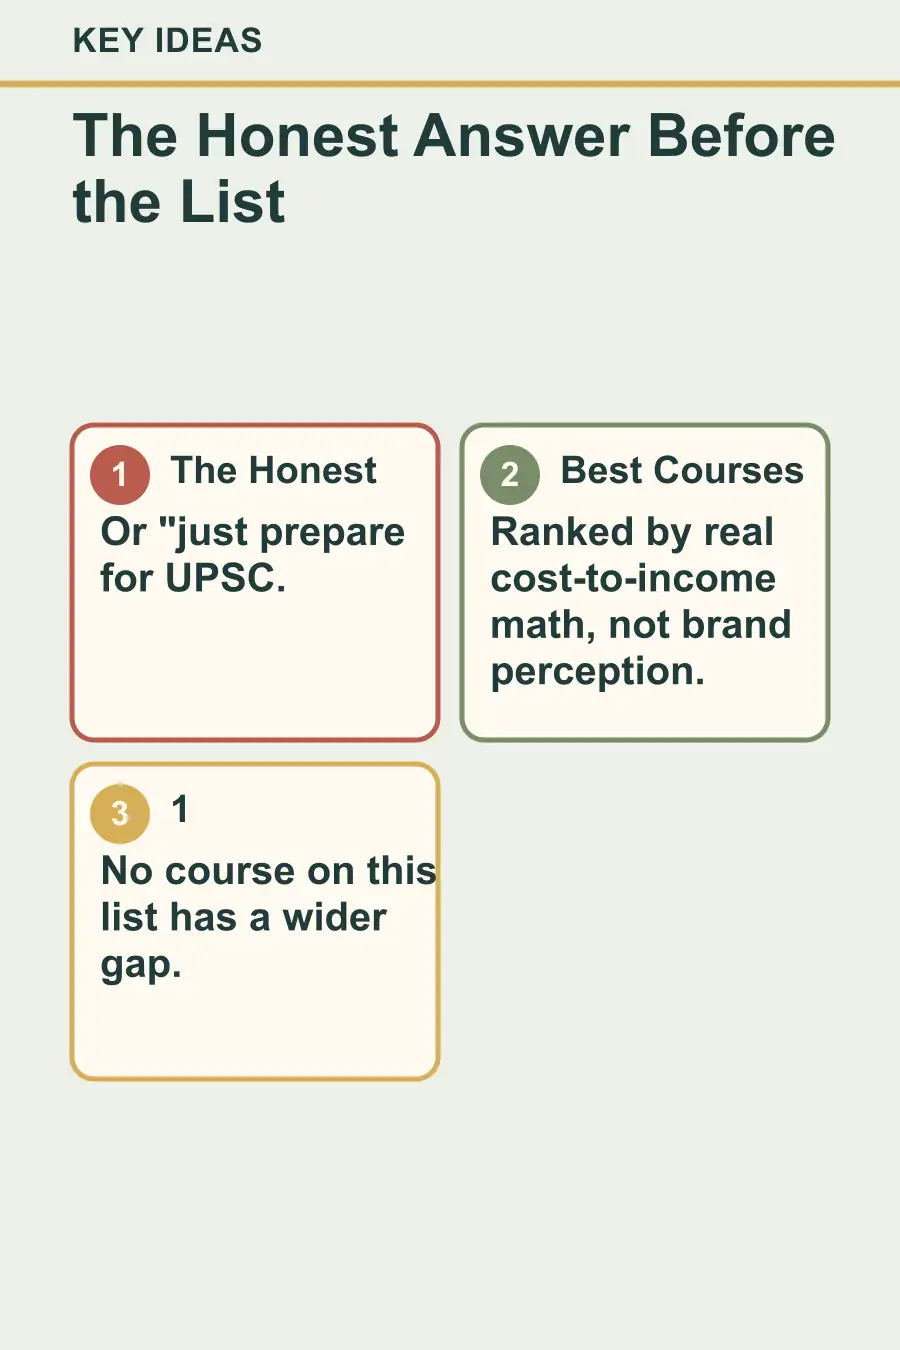 KEY IDEAS
The Honest Answer Before
the List
1 The Honest
Or "just prepare
for UPSC.
2 Best Courses
Ranked by real
cost-to-income
math, not brand
perception.
3 1
No course on this
list has a wider
gap.